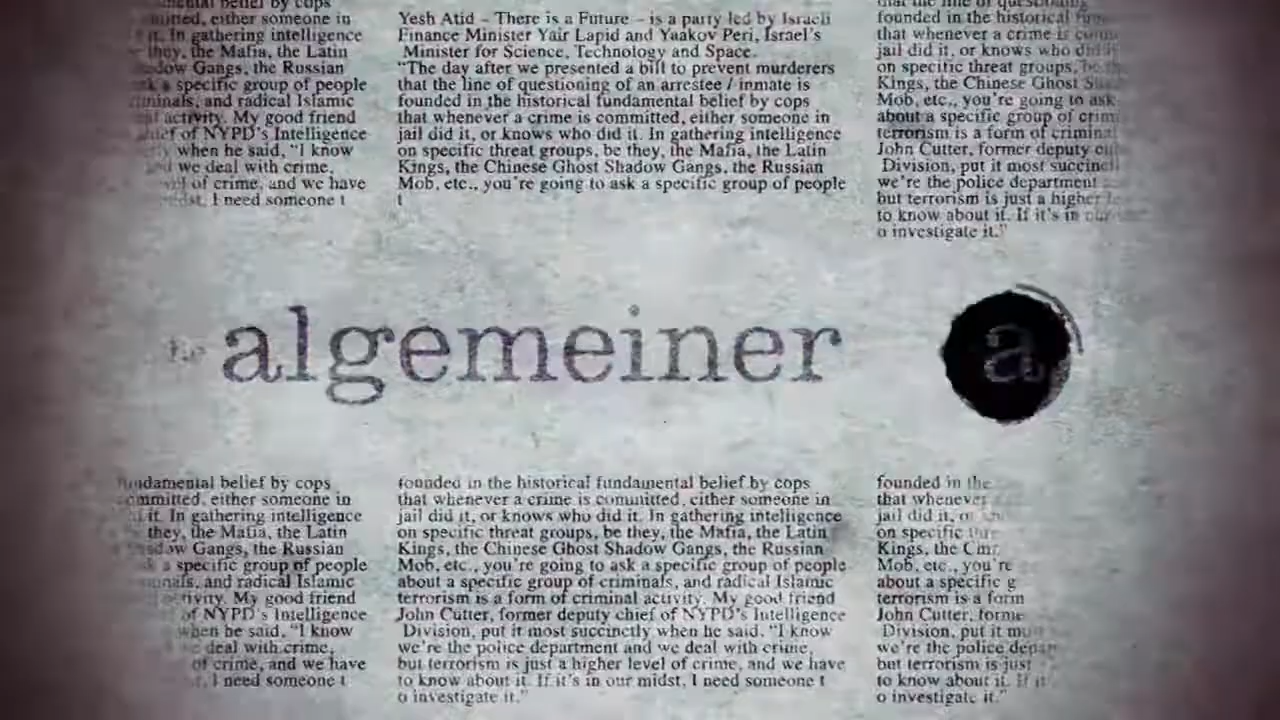 mental belief by cops
mitted, either someone in
it. In gathering intelligence
they, the Mafia, the Latin
Gangs, the Russian
a specific group of people
and radical Islamic
activity. My good friend
of NYPD's Intelligence
when he said, "I know
we deal with crime,
of crime, and we have
I need someone t
Yesh Atid – There is a Future – is a party led by Israeli
Finance Minister Yair Lapid and Yaakov Peri, Israel's
Minister for Science, Technology and Space.
"The day after we presented a bill to prevent murderers
that the line of questioning of an arrestee / inmate is
founded in the historical fundamental belief by cops
that whenever a crime is committed, either someone in
jail did it, or knows who did it. In gathering intelligence
on specific threat groups, be they, the Mafia, the Latin
Kings, the Chinese Ghost Shadow Gangs, the Russian
Mob, etc., you're going to ask a specific group of people
t
that the line of questioning
founded in the historical
that whenever a crime is
jail did it, or knows who did
on specific threat groups, be
Kings, the Chinese Ghost
Mob, etc., you're going to ask
about a specific group of
terrorism is a form of criminal
John Cutter, former deputy
Division, put it most succinctl
we're the police department
but terrorism is just a higher
to know about it. If it's in our
o investigate it."
the algemeiner
a
fundamental belief by cops
committed, either someone in
it. In gathering intelligence
they, the Mafia, the Latin
Gangs, the Russian
a specific group of people
and radical Islamic
My good friend
of NYPD's Intelligence
when he said, "I know
we deal with crime,
of crime, and we have
I need someone t
founded in the historical fundamental belief by cops
that whenever a crime is committed, either someone in
jail did it, or knows who did it. In gathering intelligence
on specific threat groups, be they, the Mafia, the Latin
Kings, the Chinese Ghost Shadow Gangs, the Russian
Mob, etc., you're going to ask a specific group of people
about a specific group of criminals, and radical Islamic
terrorism is a form of criminal activity. My good friend
John Cutter, former deputy chief of NYPD's Intelligence
Division, put it most succinctly when he said, "I know
we're the police department and we deal with crime,
but terrorism is just a higher level of crime, and we have
to know about it. If it's in our midst, I need someone t
o investigate it."
founded in the
that whenever
jail did it, or
on specific
Kings, the
Mob, etc., you're
about a specific g
terrorism is a form
John Cutter, forme
Division, put it
we're the police
but terrorism is just
to know about it. If it
o investigate it."